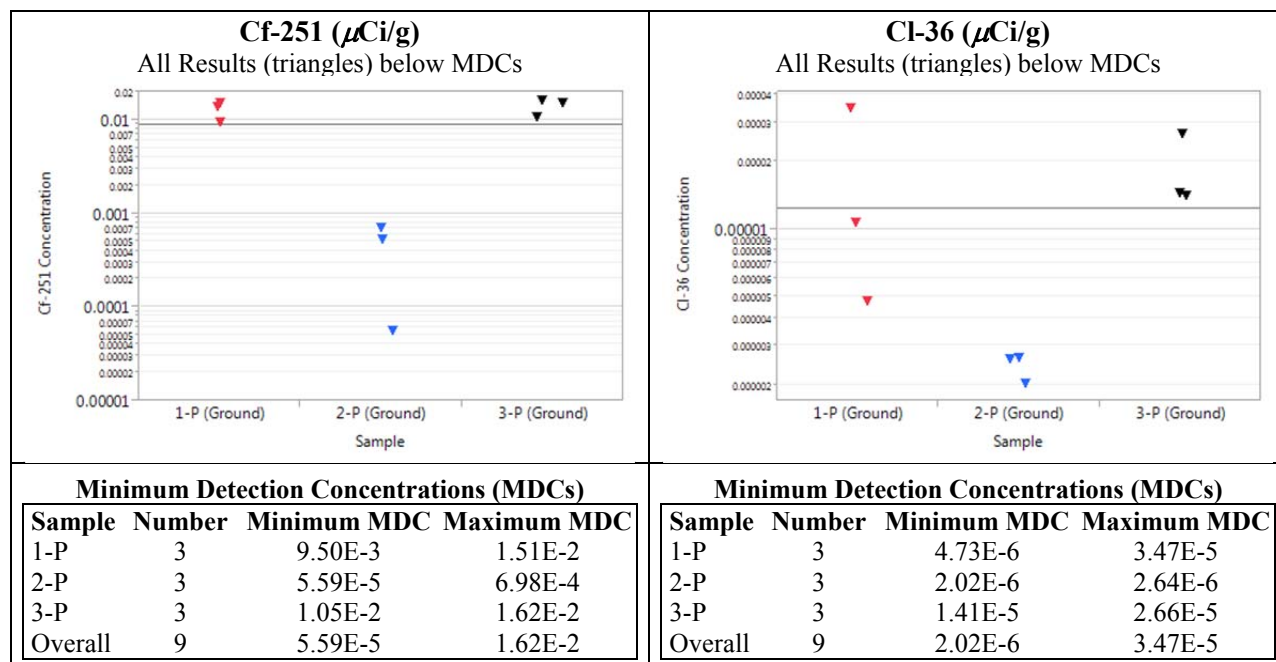 Cf-251 (μCi/g)
All Results (triangles) below MDCs
0.02
0.01
0.007
0.005
0.004
0.003
0.002
0.001
0.0007
0.0005
0.0004
0.0003
0.0002
0.0001
0.00007
0.00005
0.00004
0.00003
0.00002
0.00001
Cf-251 Concentration
1-P (Ground) 2-P (Ground) 3-P (Ground)
Sample
Minimum Detection Concentrations (MDCs)
Sample Number Minimum MDC Maximum MDC
1-P 3 9.50E-3 1.51E-2
2-P 3 5.59E-5 6.98E-4
3-P 3 1.05E-2 1.62E-2
Overall 9 5.59E-5 1.62E-2
Cl-36 (μCi/g)
All Results (triangles) below MDCs
0.00004
0.00003
0.00002
0.00001
0.000009
0.000008
0.000007
0.000006
0.000005
0.000004
0.000003
0.000002
Cl-36 Concentration
1-P (Ground) 2-P (Ground) 3-P (Ground)
Sample
Minimum Detection Concentrations (MDCs)
Sample Number Minimum MDC Maximum MDC
1-P 3 4.73E-6 3.47E-5
2-P 3 2.02E-6 2.64E-6
3-P 3 1.41E-5 2.66E-5
Overall 9 2.02E-6 3.47E-5